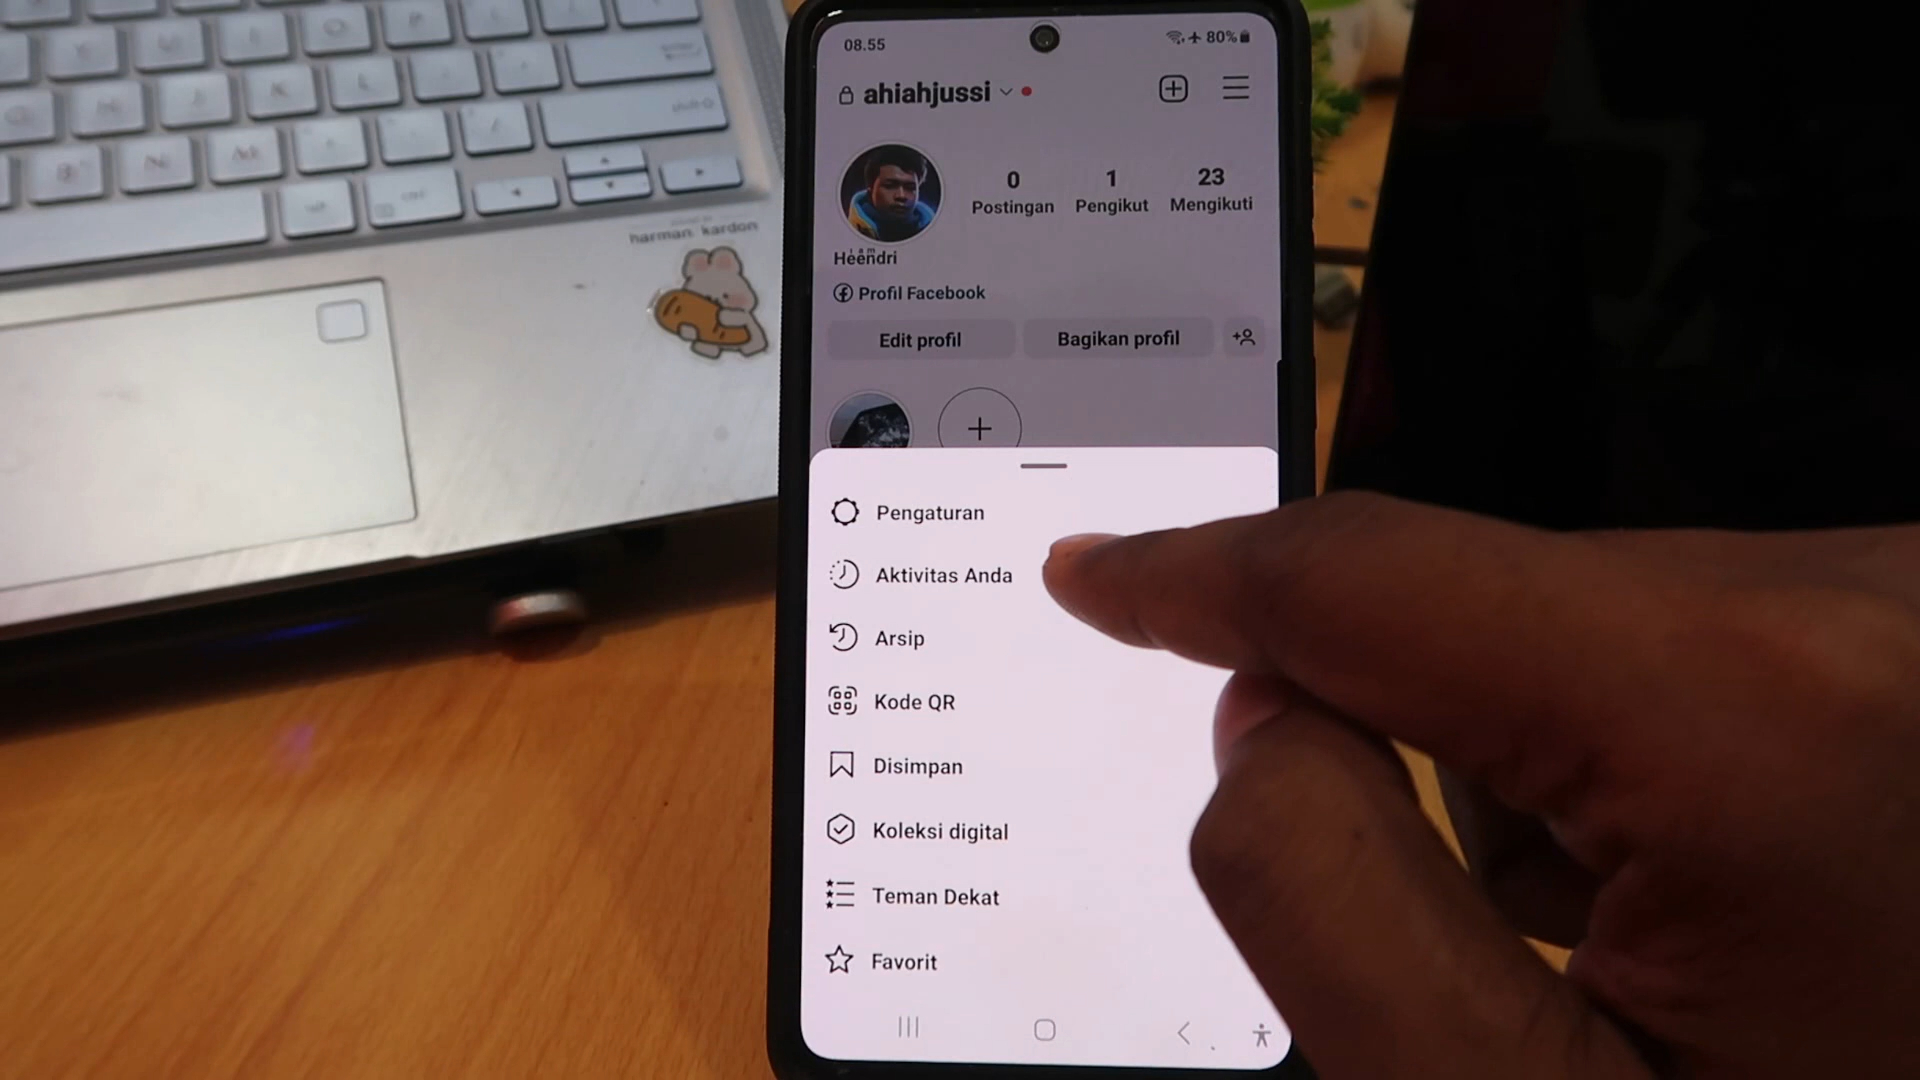 08.55
80%
ahiahjussi
0
Postingan
1
Pengikut
23
Mengikuti
Profil Facebook
Edit profil
Bagikan profil
Pengaturan
Aktivitas Anda
Arsip
Kode QR
Disimpan
Koleksi digital
Teman Dekat
Favorit
harman kardon